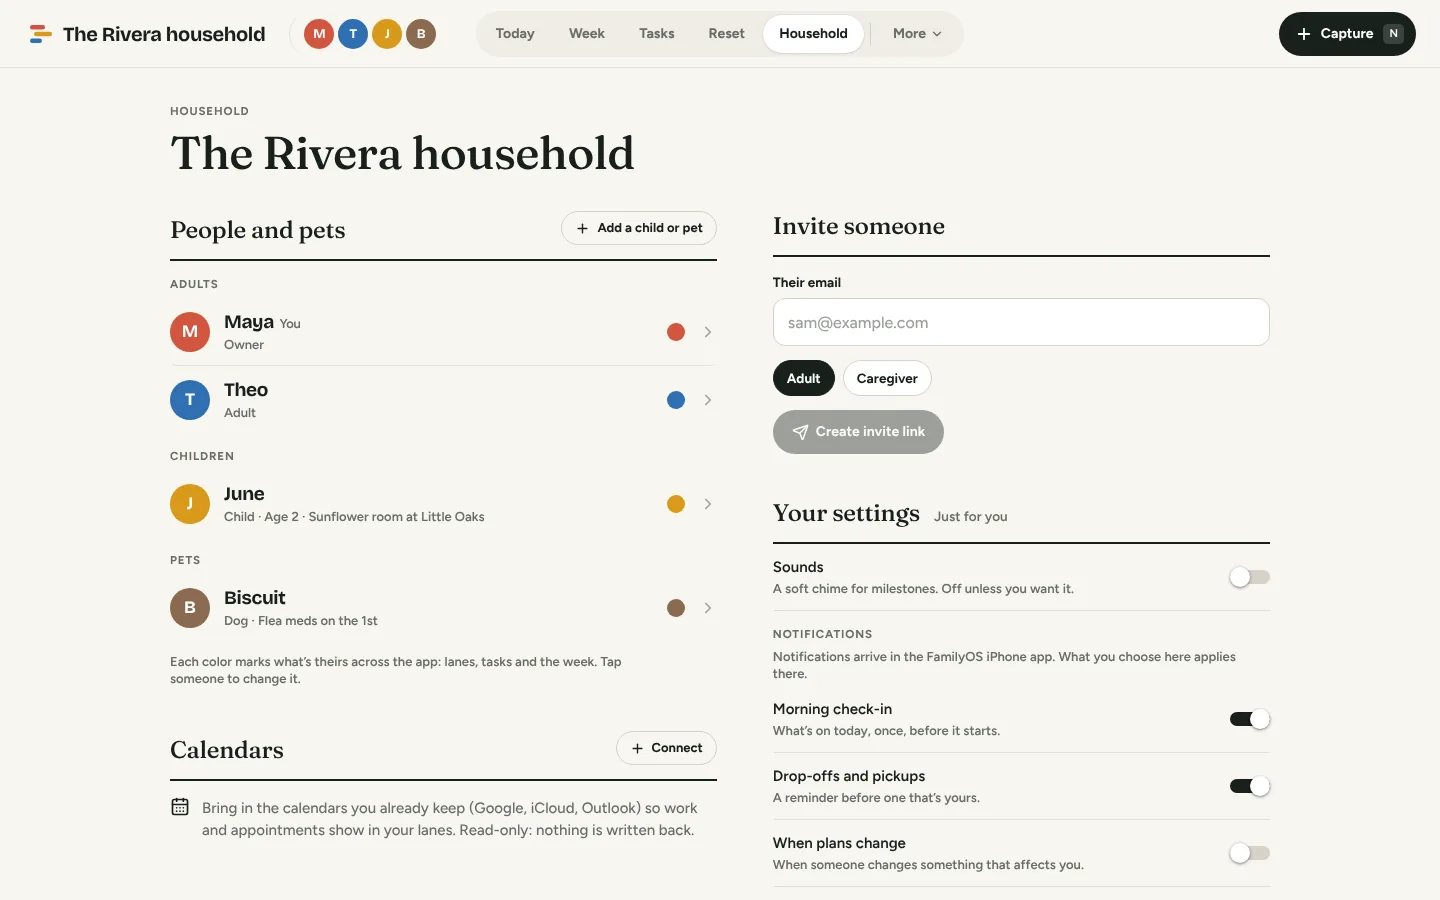 The Rivera household
M T J B
Today Week Tasks Reset Household More
Capture N
HOUSEHOLD
The Rivera household
People and pets
Add a child or pet
ADULTS
M
Maya You
Owner
T
Theo
Adult
CHILDREN
J
June
Child · Age 2 · Sunflower room at Little Oaks
PETS
B
Biscuit
Dog · Flea meds on the 1st
Each color marks what’s theirs across the app: lanes, tasks and the week. Tap
someone to change it.
Calendars
Connect
Bring in the calendars you already keep (Google, iCloud, Outlook) so work
and appointments show in your lanes. Read-only: nothing is written back.
Invite someone
Their email
sam@example.com
Adult Caregiver
Create invite link
Your settings Just for you
Sounds
A soft chime for milestones. Off unless you want it.
NOTIFICATIONS
Notifications arrive in the FamilyOS iPhone app. What you choose here applies
there.
Morning check-in
What’s on today, once, before it starts.
Drop-offs and pickups
A reminder before one that’s yours.
When plans change
When someone changes something that affects you.